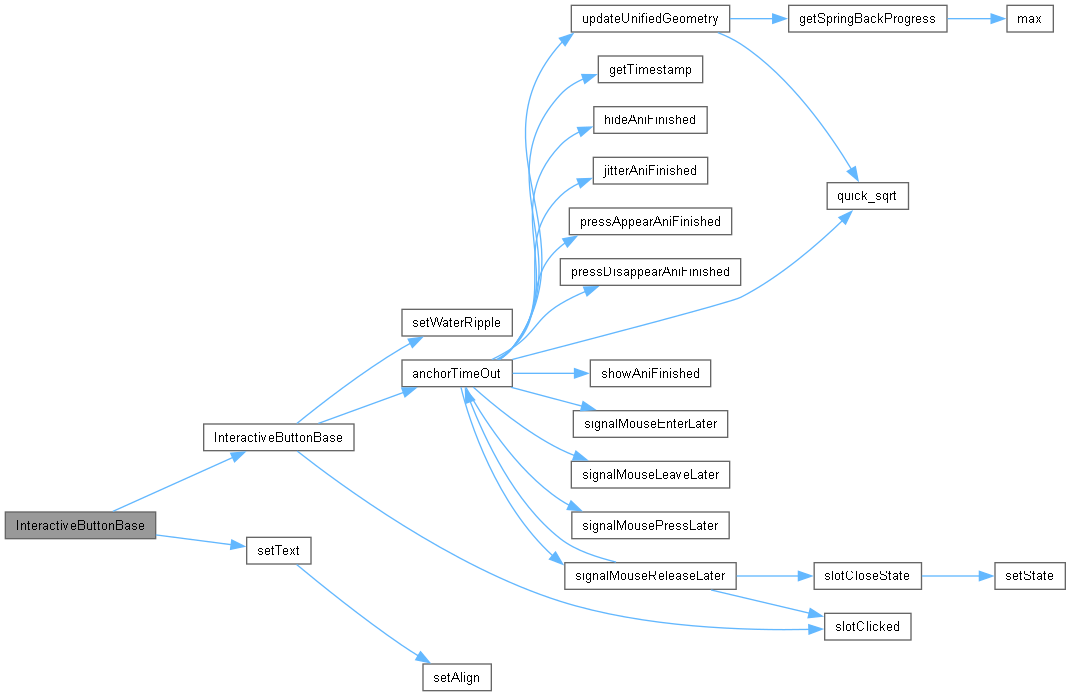 updateUnifiedGeometry
getSpringBackProgress
max
getTimestamp
hideAniFinished
jitterAniFinished
quick_sqrt
pressAppearAniFinished
pressDisappearAniFinished
setWaterRipple
anchorTimeOut
showAniFinished
signalMouseEnterLater
InteractiveButtonBase
signalMouseLeaveLater
InteractiveButtonBase
signalMousePressLater
setText
signalMouseReleaseLater
slotCloseState
setState
slotClicked
setAlign